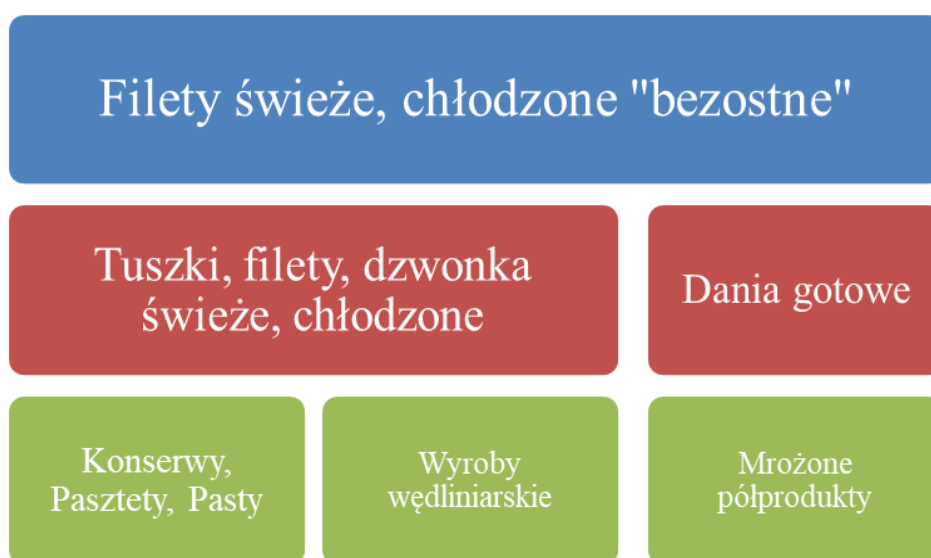 Filety świeże, chłodzone "bezostne"
Tuszki, filety, dzwonka
świeże, chłodzone
Dania gotowe
Konserwy,
Pasztety, Pasty
Wyroby
wędliniarskie
Mrożone
półprodukty